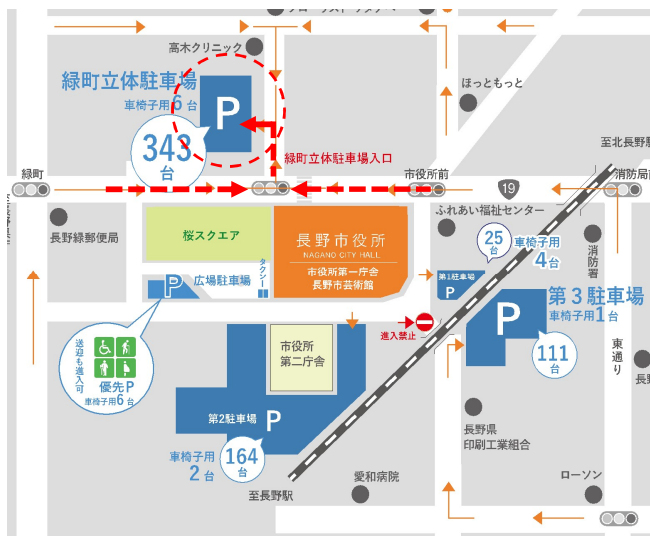 高木クリニック
緑町立体駐車場
車椅子用6台
P
343
台
ほっともっと
緑町立体駐車場入口
緑町
市役所前
19
消防局前
長野緑郵便局
桜スクエア
長野市役所
NAGANO CITY HALL
市役所第一庁舎
長野市芸術館
ふれあい福祉センター
25
台
車椅子用
4台
消防署
P
広場駐車場
タクシー
第1駐車場
P
第3駐車場
車椅子用1台
P
111
台
進入禁止
東通り
送迎も進入可
優先P
車椅子用6台
市役所
第二庁舎
第2駐車場
P
車椅子用
2台
164
台
長野県
印刷工業組合
至長野駅
愛和病院
ローソン